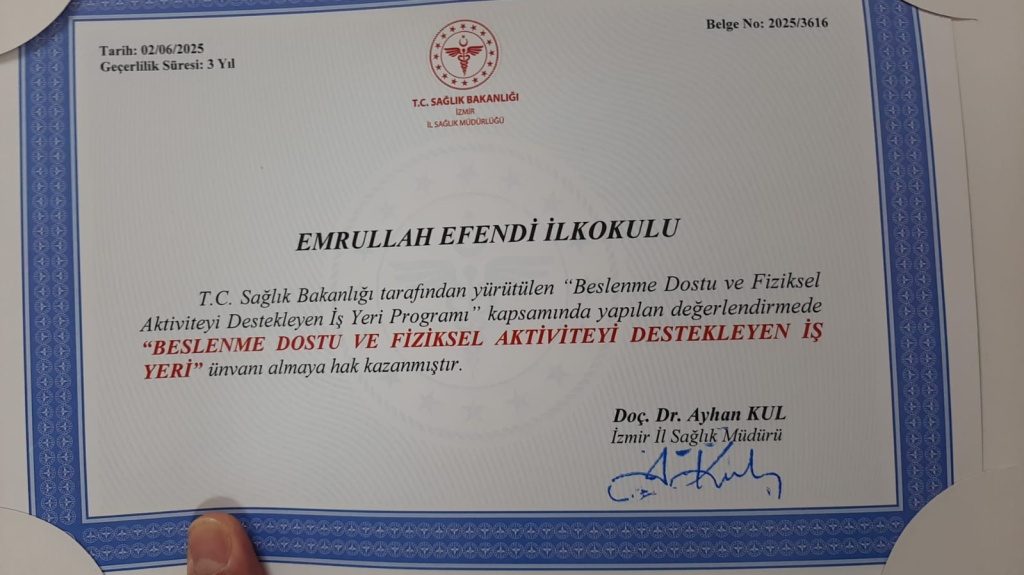 Tarih: 02/06/2025
Geçerlilik Süresi: 3 Yıl
Belge No: 2025/3616
T.C. SAĞLIK BAKANLIĞI
İZMİR
İL SAĞLIK MÜDÜRLÜĞÜ
EMRULLAH EFENDİ İLKOKULU
T.C. Sağlık Bakanlığı tarafından yürütülen “Beslenme Dostu ve Fiziksel
Aktiviteyi Destekleyen İş Yeri Programı” kapsamında yapılan değerlendirmede
“BESLENME DOSTU VE FİZİKSEL AKTİVİTEYİ DESTEKLEYEN İŞ
YERİ” ünvanı almaya hak kazanmıştır.
Doç. Dr. Ayhan KUL
İzmir İl Sağlık Müdürü
A. Kul